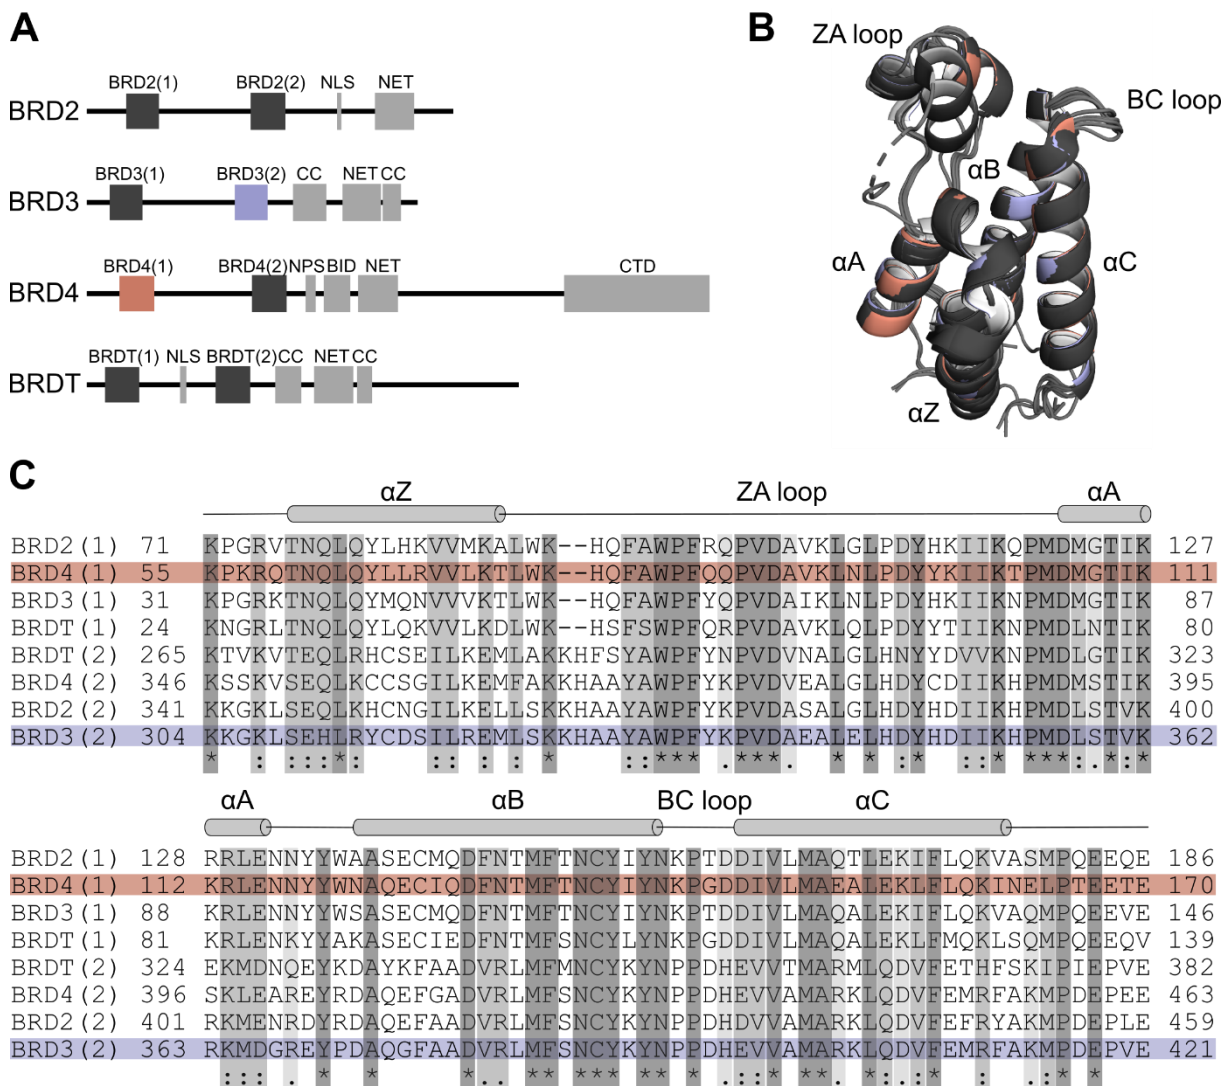 A
BRD2(1) BRD2(2) NLS NET
BRD2
BRD3(1) BRD3(2) CC NET CC
BRD3
BRD4(1) BRD4(2) NPS BID NET CTD
BRD4
BRDT(1) NLS BRDT(2) CC NET CC
BRDT
B
ZA loop
BC loop
αB
αA
αC
αZ
C
αZ ZA loop αA
BRD2(1) 71 KPGRVTNQLQYLHKVVMKALWK--HQFAWPFRQPVDAVKLGLPDYHKIIKQPMDMGTIK 127
BRD4(1) 55 KPKRQTNQLQYLLRVVLKTLWK--HQFAWPFQQPVDAVKLNLPDYYKIIKTPMDMGTIK 111
BRD3(1) 31 KPGRKTNQLQYMQNVVVKTLWK--HQFAWPFYQPVDAIKLNLPDYHKIIKNPMDMGTIK 87
BRDT(1) 24 KNGRLTNQLQYLQKVVLKDLWK--HSFSWPFQRPVDAVKLQLPDYYTIIKNPMDLNTIK 80
BRDT(2) 265 KTVKVTEQLRHCSEILKEMLAKKHFSYAWPFYNPVDVNALGLHNYYDVVKNPMDLGTIK 323
BRD4(2) 346 KSSKVSEQLKCCSGILKEMFAKKHAAYAWPFYKPVDVEALGLHDYCDIIKHPMDMSTIK 395
BRD2(2) 341 KKGKLSEQLKHCNGILKELLSKKHAAYAWPFYKPVDASALGLHDYHDIIKHPMDLSTVK 400
BRD3(2) 304 KKGKLSEHLRYCDSILREMLSKKHAAYAWPFYKPVDAEALELHDYHDIIKHPMDLSTVK 362
* : :::*: :: : : * ::*** .***. * *:* ::****:.*:*
αA αB BC loop αC
BRD2(1) 128 RRLENNYYWAASECMQDFNTMFTNCYIYNKPTDDIVLMAQTLEKIFLQKVASMPQEEQE 186
BRD4(1) 112 KRLENNYYWNAQECIQDFNTMFTNCYIYNKPGDDIVLMAEALEKLFLQKINELPTEETE 170
BRD3(1) 88 KRLENNYYWSASECMQDFNTMFTNCYIYNKPTDDIVLMAQALEKIFLQKVAQMPQEEVE 146
BRDT(1) 81 KRLENKYYAKASECIEDFNTMFSNCYLYNKPGDDIVLMAQALEKLFMQKLSQMPQEEQV 139
BRDT(2) 324 EKMDNQEYKDAYKFAADVRLMFMNCYKYNPPDHEVVTMARMLQDVFETHFSKIPIEPVE 382
BRD4(2) 396 SKLEAREYRDAQEFGADVRLMFSNCYKYNPPDHEVVAMARKLQDVFEMRFAKMPDEPEE 463
BRD2(2) 401 RKMENRDYRDAQEFAADVRLMFSNCYKYNPPDHDVVAMARKLQDVFEFRYAKMPDEPLE 459
BRD3(2) 363 RKMDGREYPDAQGFAADVRLMFSNCYKYNPPDHEVVAMARKLQDVFEMRFAKMPDEPVE 421
::: . * * *.. ** *** ** * .::* **. *:.:* : :* *